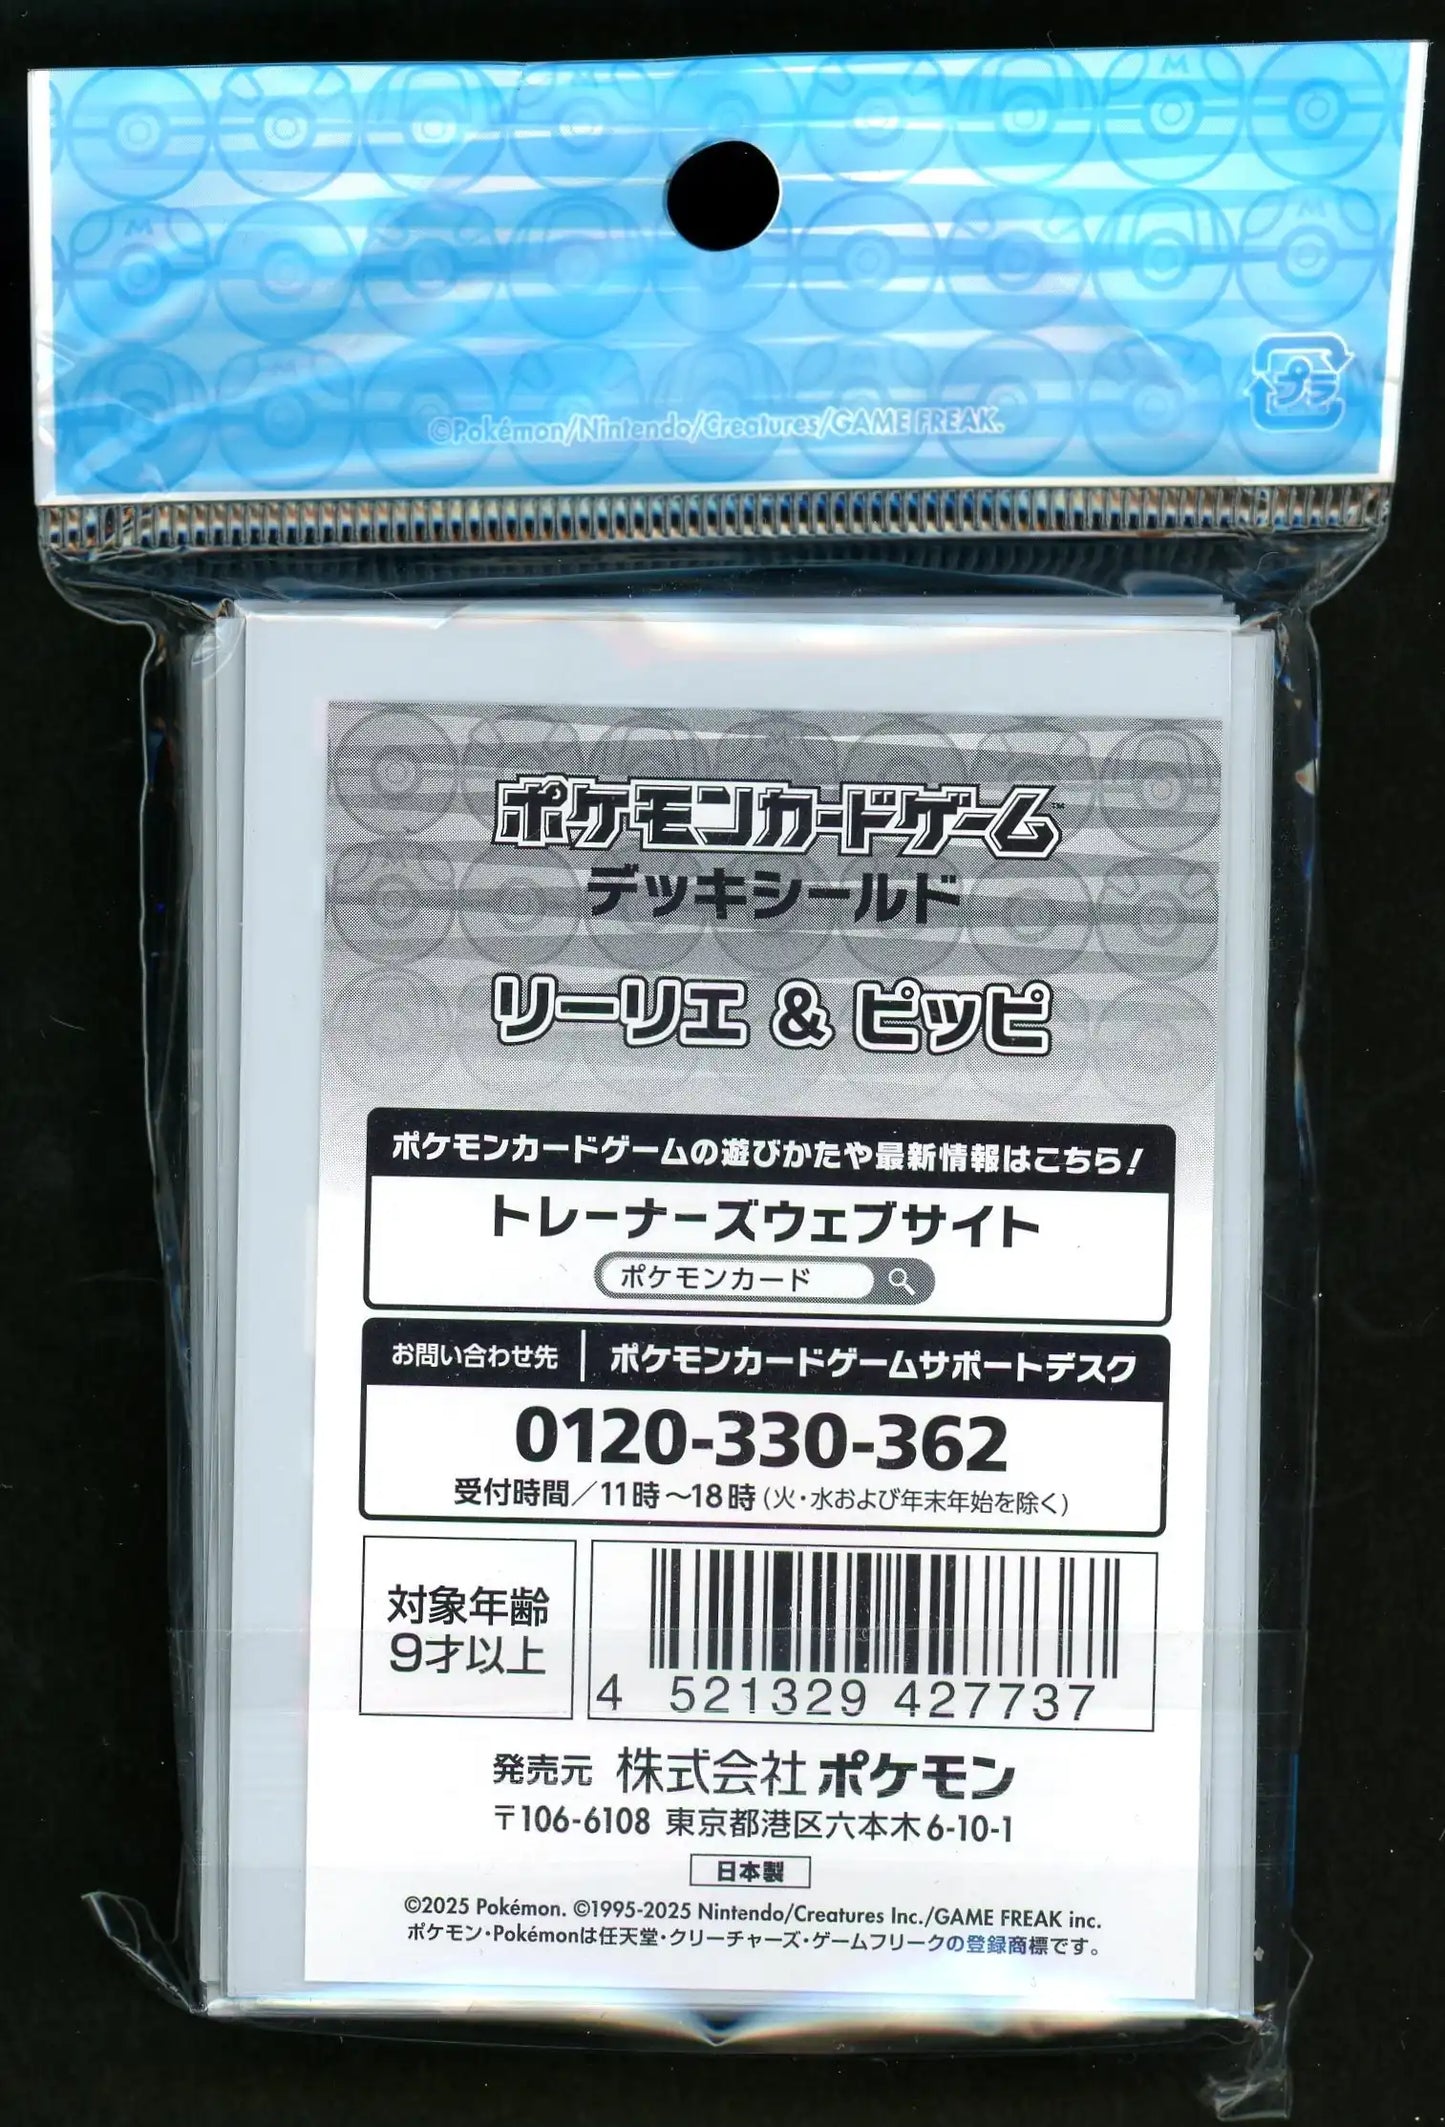 ©Pokémon/Nintendo/Creatures/GAME FREAK.
プラ
ポケモンカードゲーム™
デッキシールド
リーリエ & ピッピ
ポケモンカードゲームの遊びかたや最新情報はこちら！
トレーナーズウェブサイト
ポケモンカード
お問い合わせ先 | ポケモンカードゲームサポートデスク
0120-330-362
受付時間／11時〜18時(火・水および年末年始を除く)
対象年齢
9才以上
4 521329 427737
発売元 株式会社ポケモン
〒106-6108 東京都港区六本木6-10-1
日本製
©2025 Pokémon. ©1995-2025 Nintendo/Creatures Inc./GAME FREAK inc.
ポケモン・Pokémonは任天堂・クリーチャーズ・ゲームフリークの登録商標です。